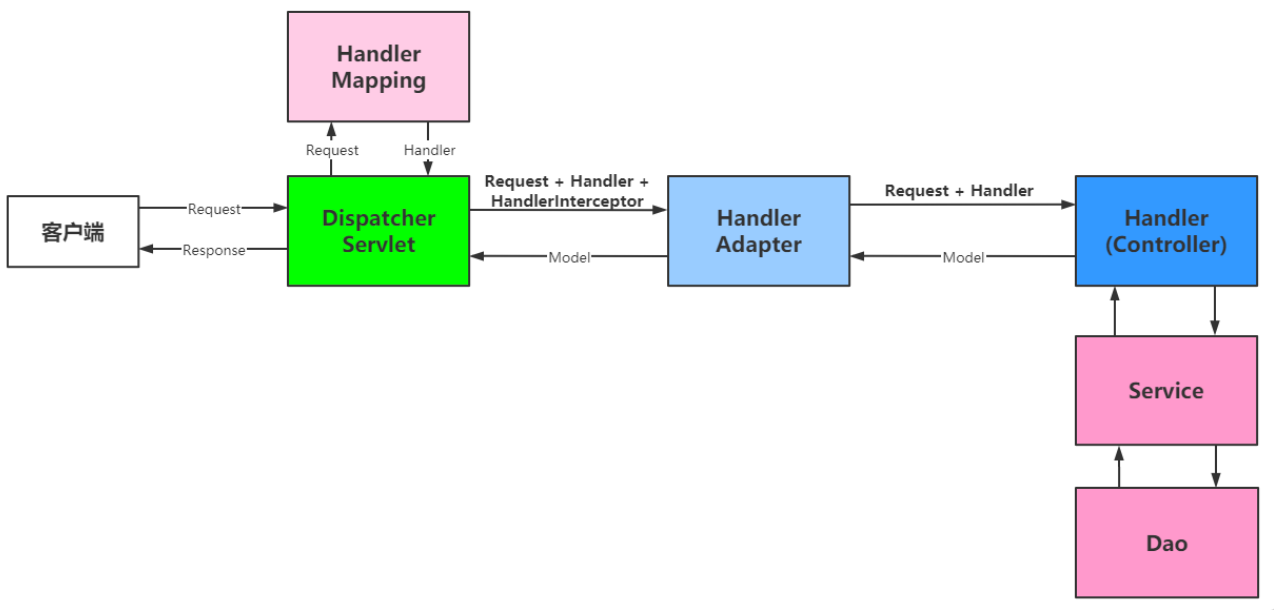 Handler
Mapping
Request
Handler
客户端
Request
Response
Dispatcher
Servlet
Request + Handler +
HandlerInterceptor
Model
Handler
Adapter
Request + Handler
Model
Handler
(Controller)
Service
Dao